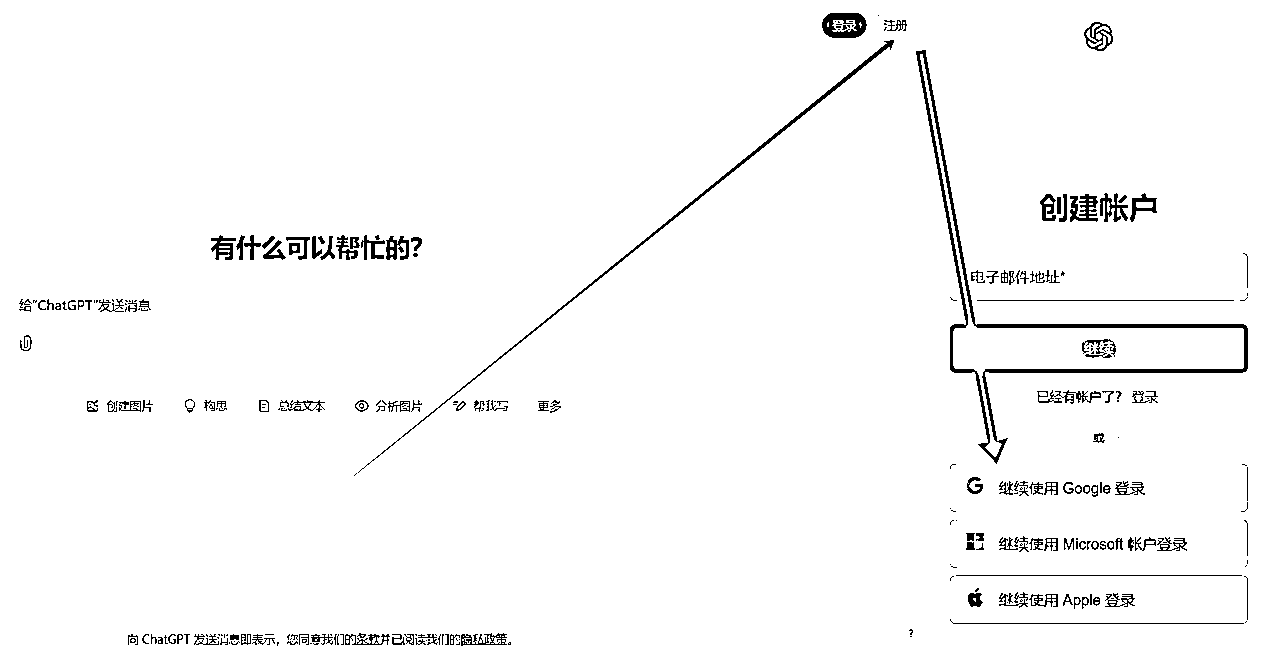 登录 注册
有什么可以帮忙的？
给"ChatGPT"发送消息
创建图片 构思 总结文本 分析图片 帮我写 更多
向 ChatGPT 发送消息即表示，您同意我们的条款并已阅读我们的隐私政策。
?
创建帐户
电子邮件地址*
继续
已经有帐户了？ 登录
或
继续使用 Google 登录
继续使用 Microsoft 帐户登录
继续使用 Apple 登录